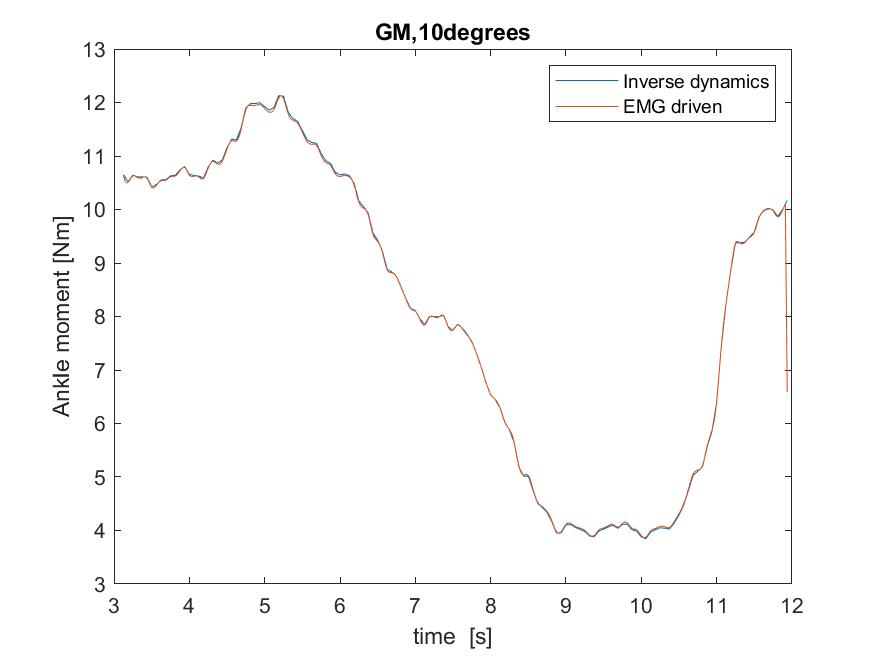 GM,10degrees
13
12
11
10
9
8
7
6
5
4
3
3 4 5 6 7 8 9 10 11 12
Ankle moment [Nm]
time [s]
Inverse dynamics
EMG driven